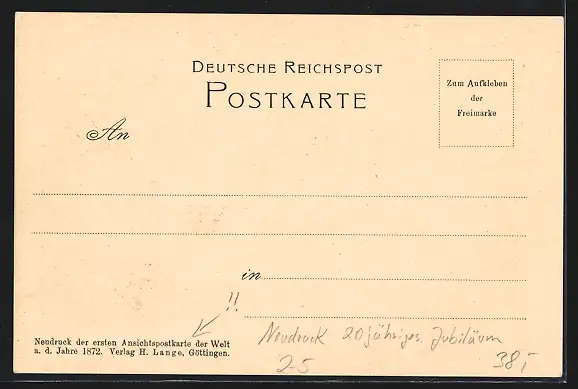 DEUTSCHE REICHSPOST
POSTKARTE
Zum Aufkleben
der
Freimarke
An
in
!!
Neudruck der ersten Ansichtspostkarte der Welt
a. d. Jahre 1872. Verlag H. Lange, Göttingen.
Neudruck 20jähriges Jubiläum
25
38,-